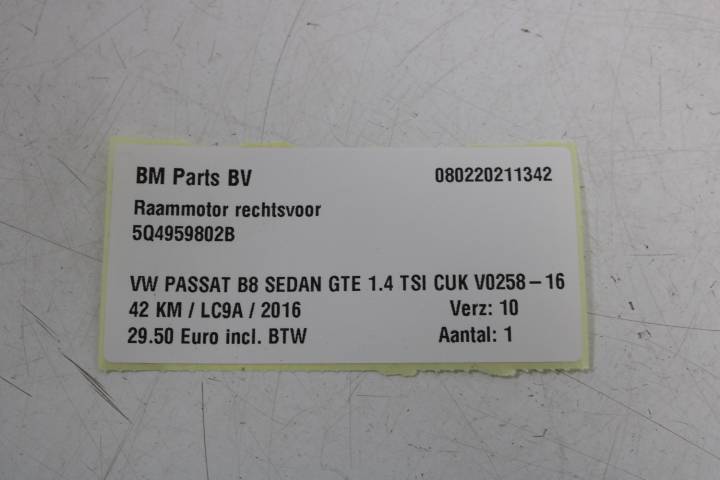 BM Parts BV 080220211342
Raammotor rechtsvoor
5Q4959802B
VW PASSAT B8 SEDAN GTE 1.4 TSI CUK V0258-16
42 KM / LC9A / 2016 Verz: 10
29.50 Euro incl. BTW Aantal: 1